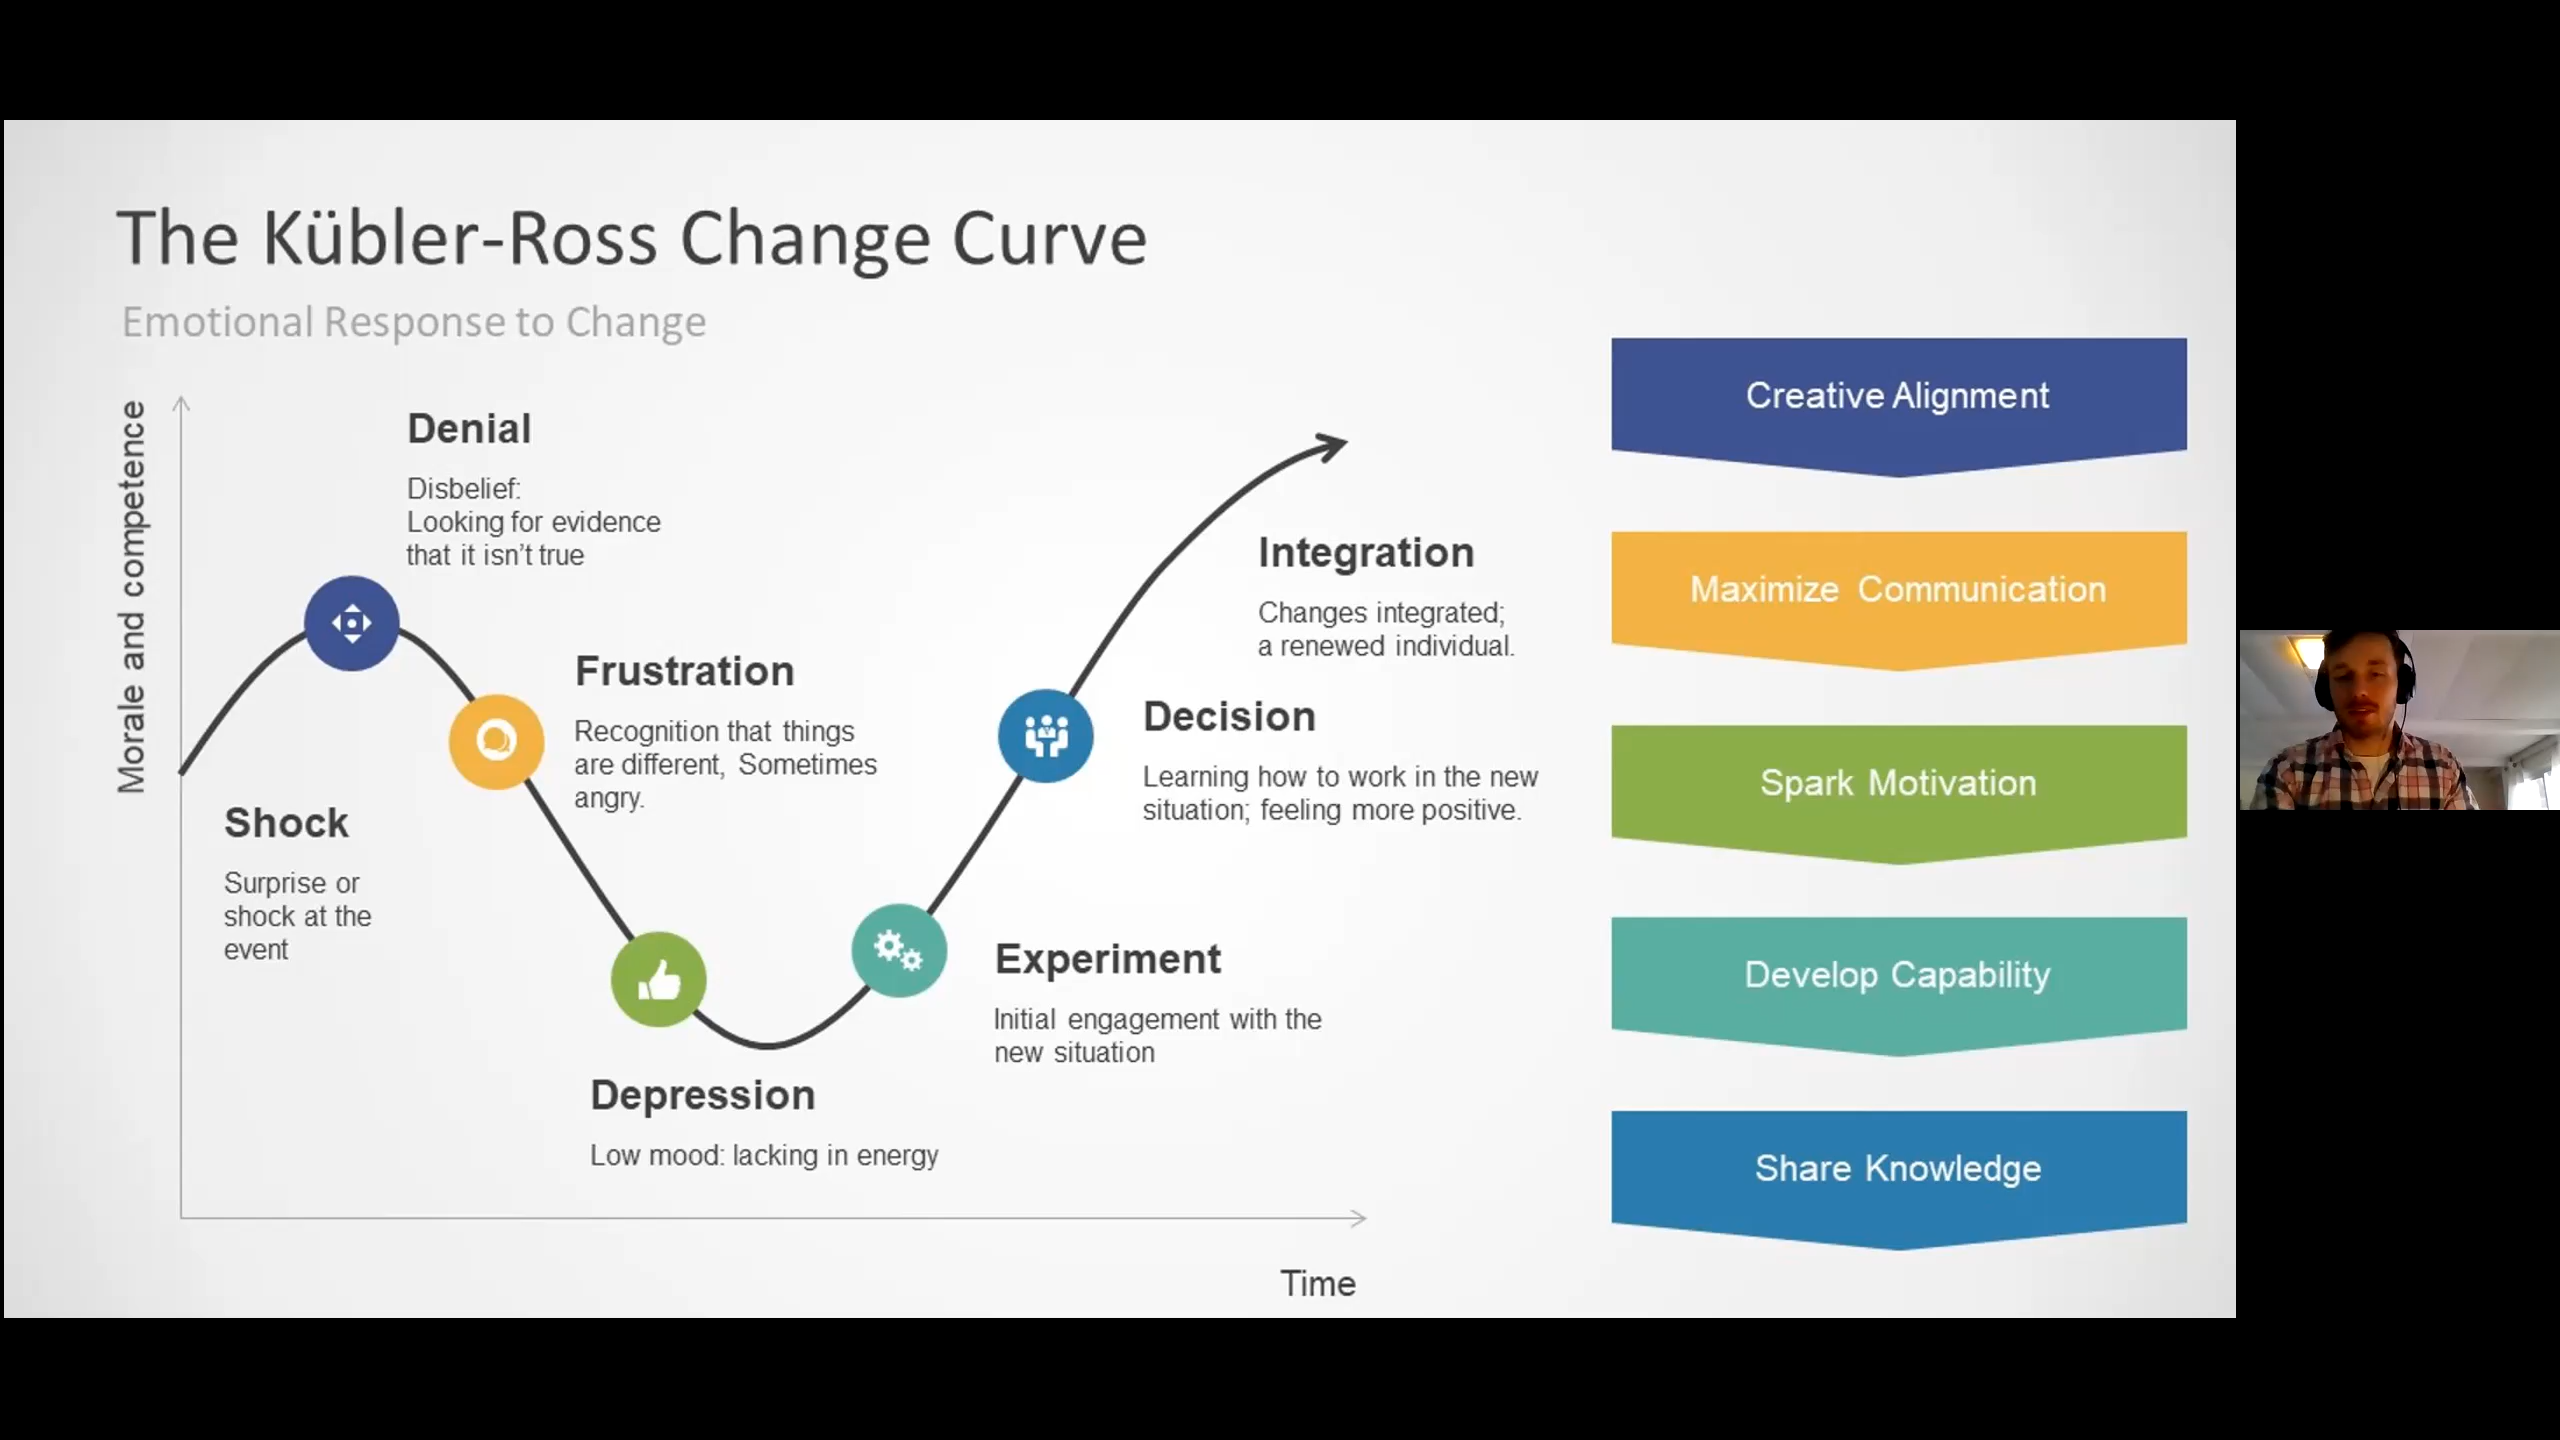 The Kübler-Ross Change Curve
Emotional Response to Change
Morale and competence
Denial
Disbelief:
Looking for evidence
that it isn't true
Frustration
Recognition that things
are different, Sometimes
angry.
Shock
Surprise or
shock at the
event
Depression
Low mood: lacking in energy
Experiment
Initial engagement with the
new situation
Decision
Learning how to work in the new
situation; feeling more positive.
Integration
Changes integrated;
a renewed individual.
Time
Creative Alignment
Maximize Communication
Spark Motivation
Develop Capability
Share Knowledge